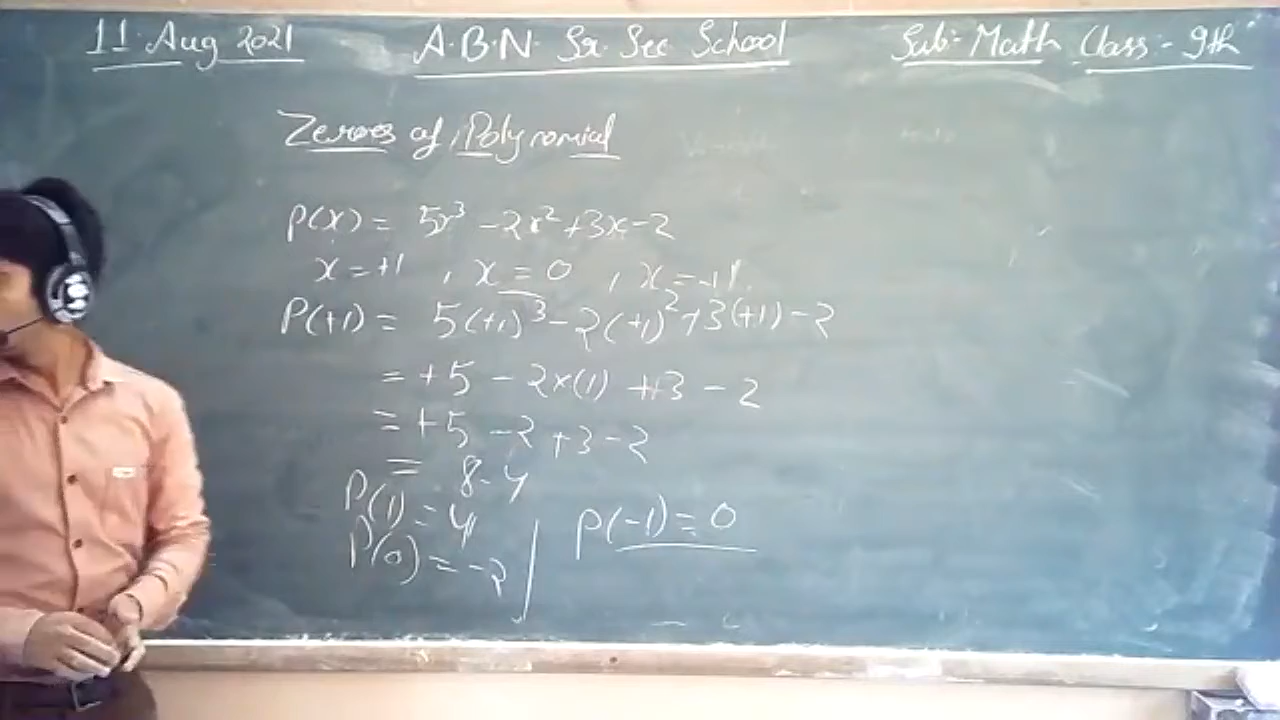 11 Aug 2021 A.B.N. Sr. Sec School Sub:- Math Class:- 9th
Zeroes of Polynomial
P(x) = 5x³ - 2x² + 3x - 2
x = +1 , x = 0 , x = -1
P(+1) = 5(+1)³ - 2(+1)² + 3(+1) - 2
= +5 - 2×(1) + 3 - 2
= +5 - 2 + 3 - 2
= 8 - 4
P(1) = 4
P(0) = -2
P(-1) = 0